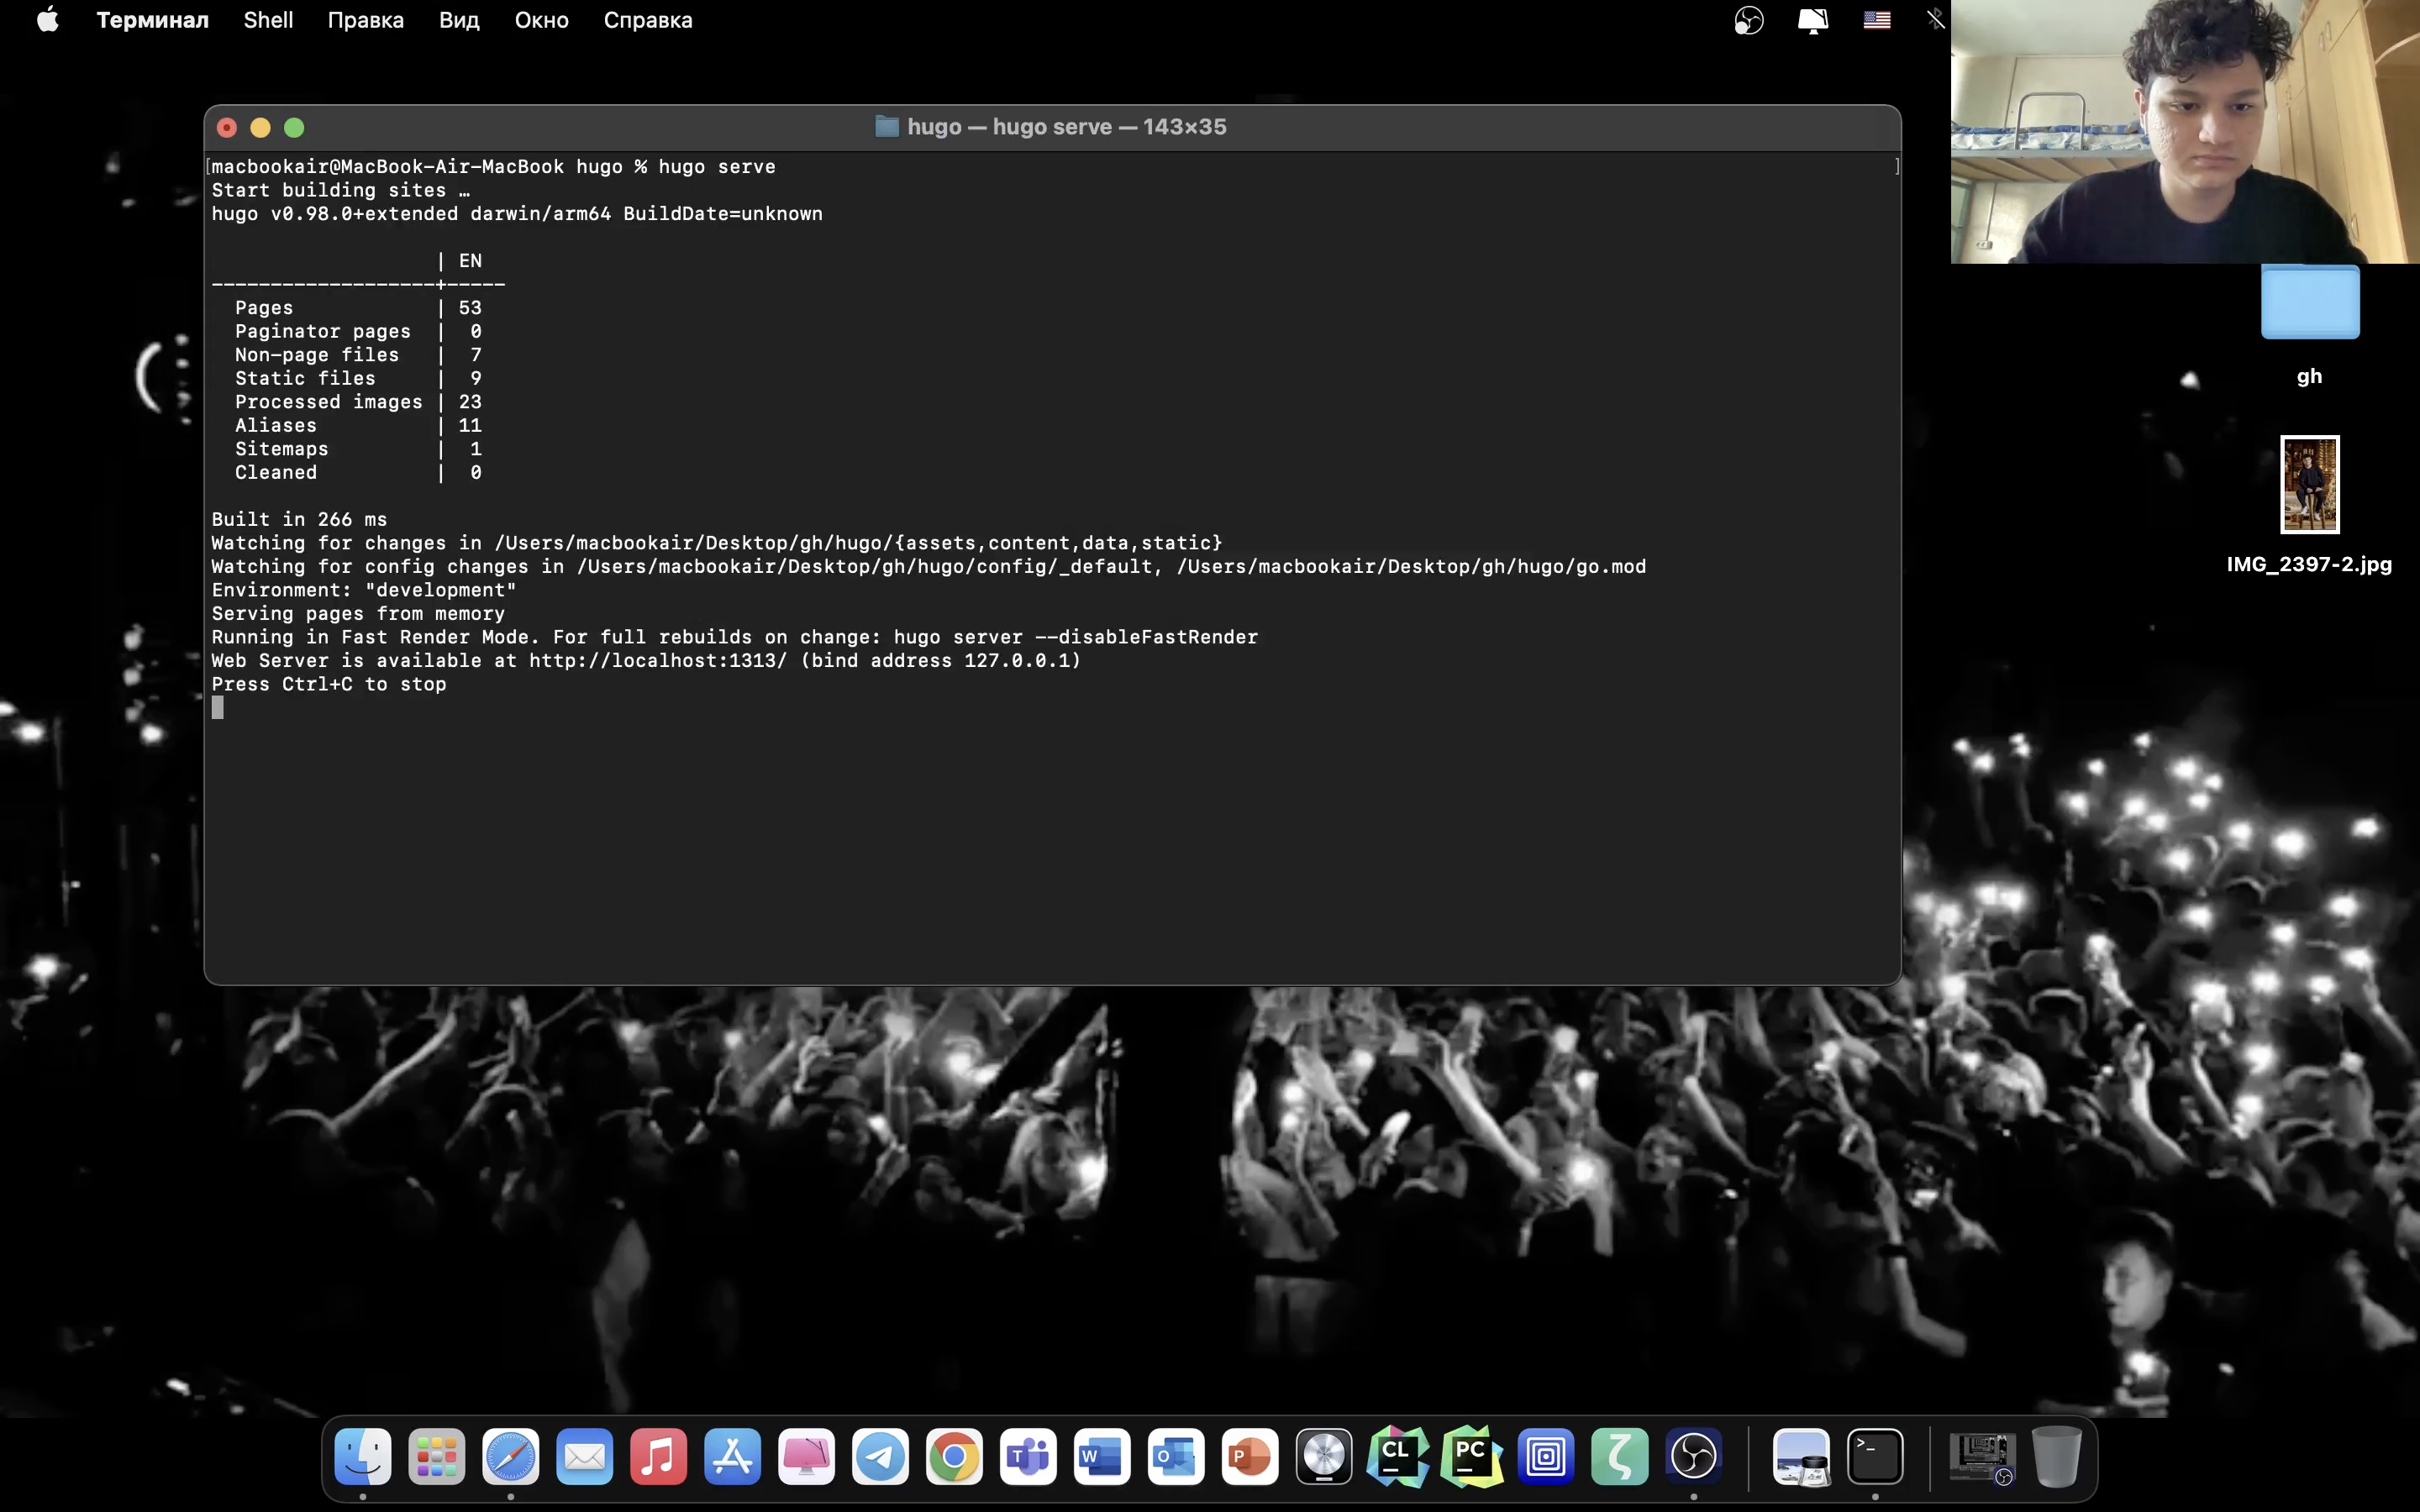 Терминал Shell Правка Вид Окно Справка
hugo — hugo serve — 143×35
[macbookair@MacBook-Air-MacBook hugo % hugo serve ]
Start building sites …
hugo v0.98.0+extended darwin/arm64 BuildDate=unknown
| EN
-------------------+-----
Pages | 53
Paginator pages | 0
Non-page files | 7
Static files | 9
Processed images | 23
Aliases | 11
Sitemaps | 1
Cleaned | 0
Built in 266 ms
Watching for changes in /Users/macbookair/Desktop/gh/hugo/{assets,content,data,static}
Watching for config changes in /Users/macbookair/Desktop/gh/hugo/config/_default, /Users/macbookair/Desktop/gh/hugo/go.mod
Environment: "development"
Serving pages from memory
Running in Fast Render Mode. For full rebuilds on change: hugo server --disableFastRender
Web Server is available at http://localhost:1313/ (bind address 127.0.0.1)
Press Ctrl+C to stop
gh
IMG_2397-2.jpg
T W O P CL PC ζ >_